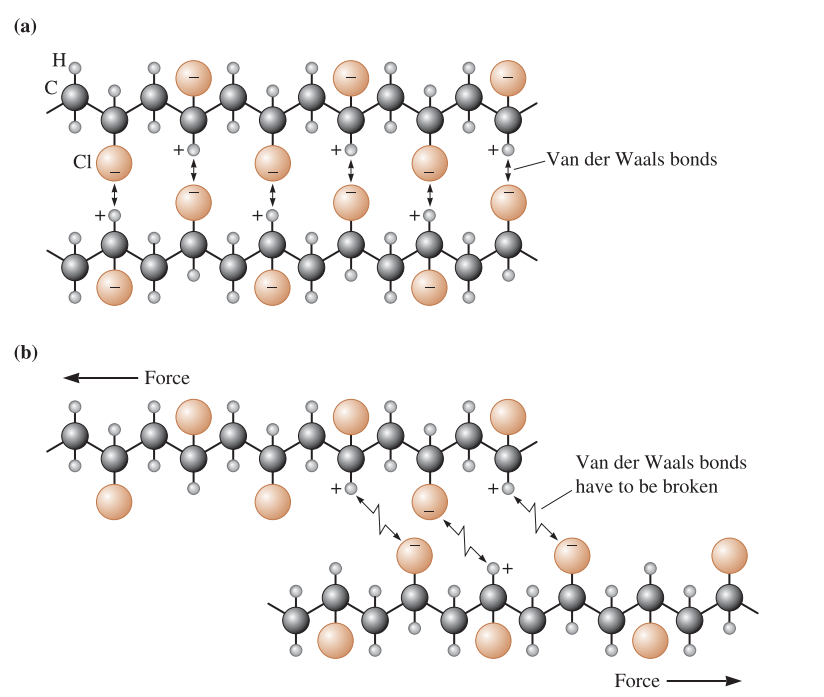 (a)
H
C
− − −
+ + +
Cl − − −
Van der Waals bonds
− − −
+ + +
− − −
(b)
Force
Van der Waals bonds
have to be broken
+ − +
− −
+
Force